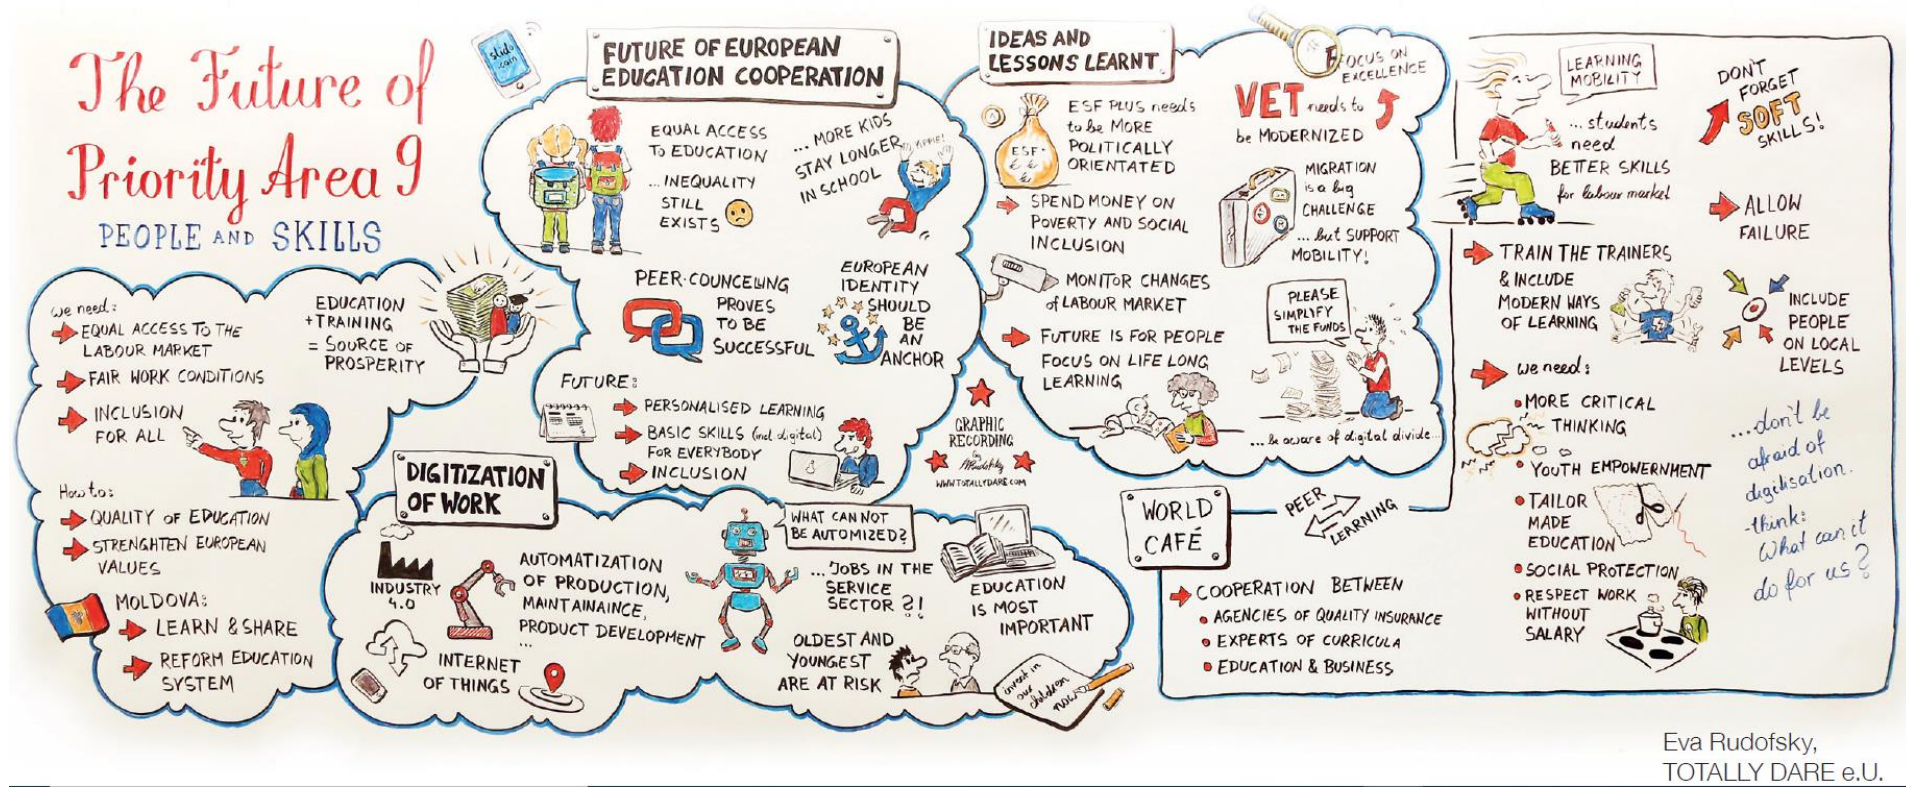 The Future of
Priority Area 9
PEOPLE AND SKILLS
we need:
EQUAL ACCESS TO THE
LABOUR MARKET
FAIR WORK CONDITIONS
INCLUSION
FOR ALL
EDUCATION
+ TRAINING
= SOURCE OF
PROSPERITY
How to:
QUALITY OF EDUCATION
STRENGHTEN EUROPEAN
VALUES
MOLDOVA:
LEARN & SHARE
REFORM EDUCATION
SYSTEM
slido
.com
FUTURE OF EUROPEAN
EDUCATION COOPERATION
EQUAL ACCESS
TO EDUCATION
...INEQUALITY
STILL
EXISTS
... MORE KIDS
STAY LONGER
IN SCHOOL
YIPPIE!
PEER-COUNCELLING
PROVES
TO BE
SUCCESSFUL
EUROPEAN
IDENTITY
SHOULD
BE
AN
ANCHOR
FUTURE:
PERSONALISED LEARNING
BASIC SKILLS (incl. digital)
FOR EVERYBODY
INCLUSION
GRAPHIC
RECORDING
by
WWW.TOTALLYDARE.COM
DIGITIZATION
OF WORK
INDUSTRY
4.0
AUTOMATIZATION
OF PRODUCTION,
MAINTAINANCE,
PRODUCT DEVELOPMENT
...
INTERNET
OF THINGS
WHAT CAN NOT
BE AUTOMIZED?
... JOBS IN THE
SERVICE
SECTOR ?!
OLDEST AND
YOUNGEST
ARE AT RISK
EDUCATION
IS MOST
IMPORTANT
invest in
our
children
now
IDEAS AND
LESSONS LEARNT
ESF
ESF PLUS needs
to be MORE
POLITICALLY
ORIENTATED
SPEND MONEY ON
POVERTY AND SOCIAL
INCLUSION
MONITOR CHANGES
of LABOUR MARKET
FUTURE IS FOR PEOPLE
FOCUS ON LIFE LONG
LEARNING
FOCUS ON
EXCELLENCE
VET needs to
be MODERNIZED
MIGRATION
is a big
CHALLENGE
... but SUPPORT
MOBILITY!
PLEASE
SIMPLIFY
THE FUNDS
... be aware of digital divide...
WORLD
CAFÉ
PEER
LEARNING
COOPERATION BETWEEN
AGENCIES OF QUALITY INSURANCE
EXPERTS OF CURRICULA
EDUCATION & BUSINESS
LEARNING
MOBILITY
... students
need
BETTER SKILLS
for labour market
TRAIN THE TRAINERS
& INCLUDE
MODERN WAYS
OF LEARNING
we need:
MORE CRITICAL
THINKING
YOUTH EMPOWERNMENT
TAILOR
MADE
EDUCATION
SOCIAL PROTECTION
RESPECT WORK
WITHOUT
SALARY
DON'T
FORGET
SOFT
SKILLS!
ALLOW
FAILURE
INCLUDE
PEOPLE
ON LOCAL
LEVELS
...don't be
afraid of
digitisation.
-think:
What can it
do for us?
Eva Rudofsky,
TOTALLY DARE e.U.